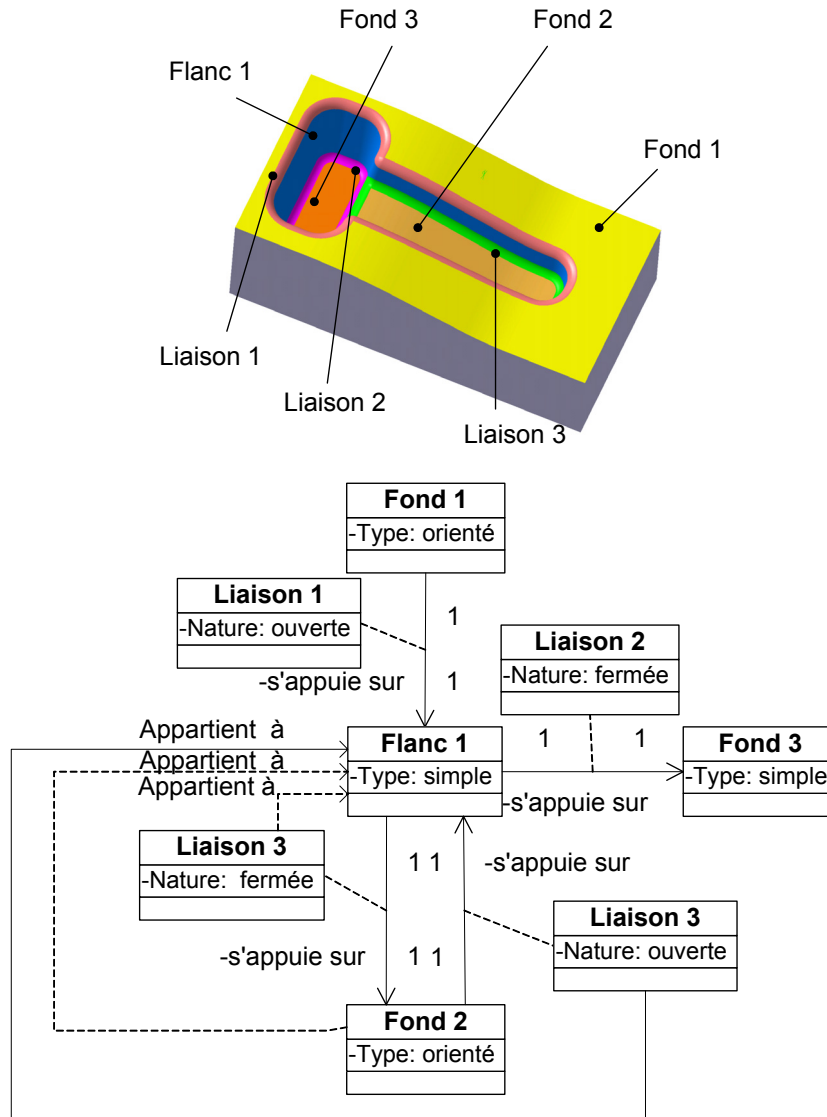 Fond 3
Fond 2
Flanc 1
Fond 1
Liaison 1
Liaison 2
Liaison 3
Fond 1
-Type: orienté
Liaison 1
-Nature: ouverte
1
Liaison 2
-Nature: fermée
-s'appuie sur
1
Appartient à
Appartient à
Appartient à
Flanc 1
-Type: simple
1
1
-s'appuie sur
Fond 3
-Type: simple
Liaison 3
-Nature: fermée
1 1
-s'appuie sur
Liaison 3
-Nature: ouverte
-s'appuie sur
1 1
Fond 2
-Type: orienté